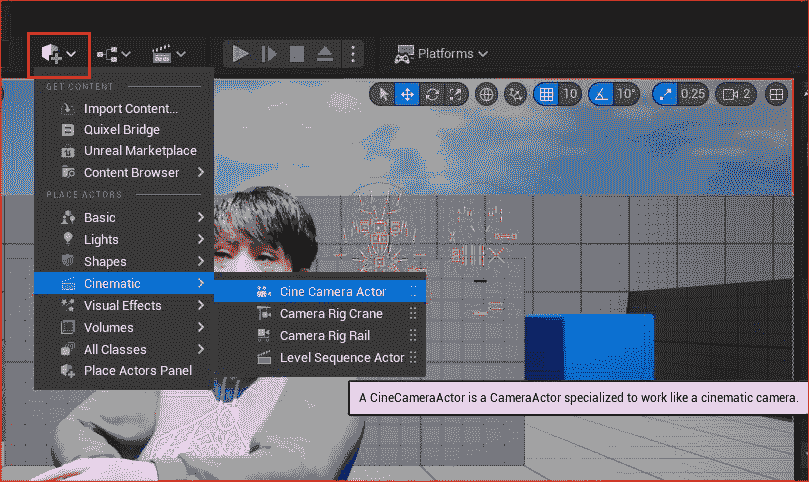 Platforms
10
10°
0.25
2
GET CONTENT
Import Content...
Quixel Bridge
Unreal Marketplace
Content Browser
PLACE ACTORS
Basic
Lights
Shapes
Cinematic
Visual Effects
Volumes
All Classes
Place Actors Panel
Cine Camera Actor
Camera Rig Crane
Camera Rig Rail
Level Sequence Actor
A CineCameraActor is a CameraActor specialized to work like a cinematic camera.